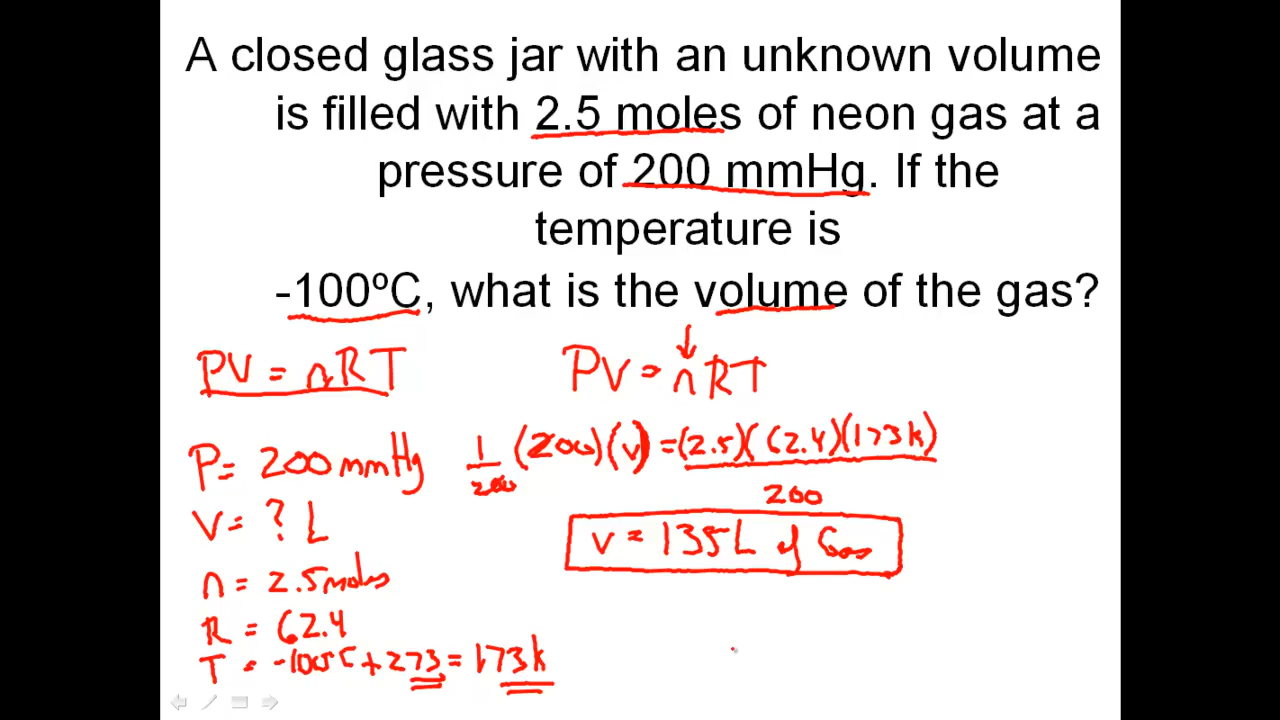 A closed glass jar with an unknown volume
is filled with 2.5 moles of neon gas at a
pressure of 200 mmHg. If the
temperature is
-100ºC, what is the volume of the gas?
PV = nRT
P = 200 mmHg
V = ? L
n = 2.5 moles
R = 62.4
T = -100°C + 273 = 173k
PV = nRT
1/200 (200)(v) = (2.5)(62.4)(173k)/200
V = 135L of Gas